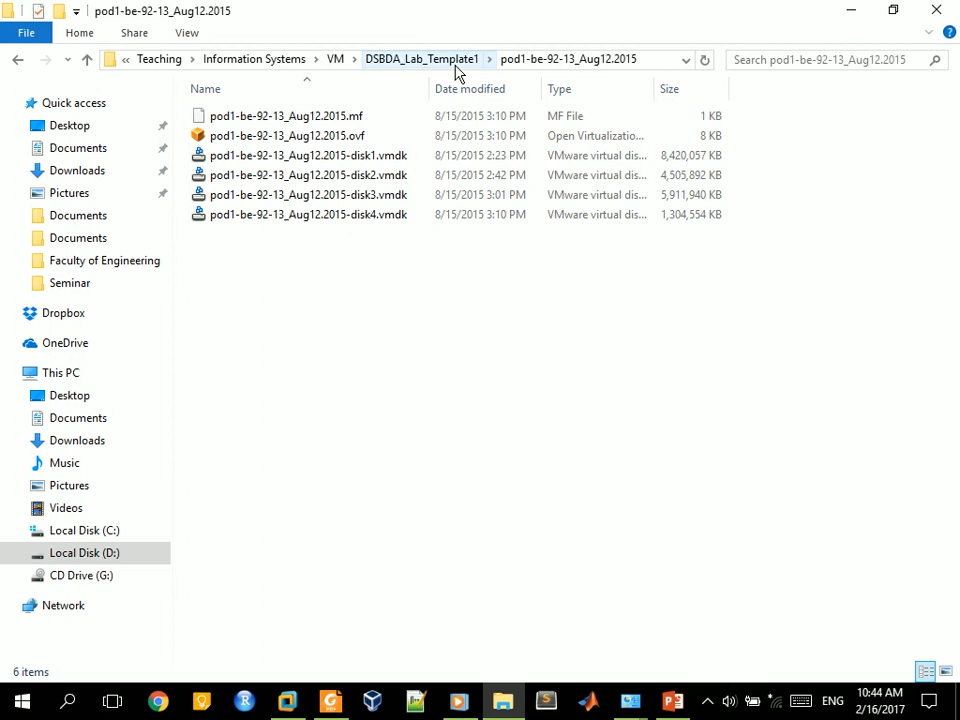 pod1-be-92-13_Aug12.2015
File Home Share View
« Teaching Information Systems VM DSBDA_Lab_Template1 pod1-be-92-13_Aug12.2015 Search pod1-be-92-13_Aug12.2015
Name Date modified Type Size
Quick access
Desktop
Documents
Downloads
Pictures
Documents
Documents
Faculty of Engineering
Seminar
Dropbox
OneDrive
This PC
Desktop
Documents
Downloads
Music
Pictures
Videos
Local Disk (C:)
Local Disk (D:)
CD Drive (G:)
Network
pod1-be-92-13_Aug12.2015.mf 8/15/2015 3:10 PM MF File 1 KB
pod1-be-92-13_Aug12.2015.ovf 8/15/2015 3:10 PM Open Virtualizatio... 8 KB
pod1-be-92-13_Aug12.2015-disk1.vmdk 8/15/2015 2:23 PM VMware virtual dis... 8,420,057 KB
pod1-be-92-13_Aug12.2015-disk2.vmdk 8/15/2015 2:42 PM VMware virtual dis... 4,505,892 KB
pod1-be-92-13_Aug12.2015-disk3.vmdk 8/15/2015 3:01 PM VMware virtual dis... 5,911,940 KB
pod1-be-92-13_Aug12.2015-disk4.vmdk 8/15/2015 3:10 PM VMware virtual dis... 1,304,554 KB
6 items
ENG
10:44 AM
2/16/2017